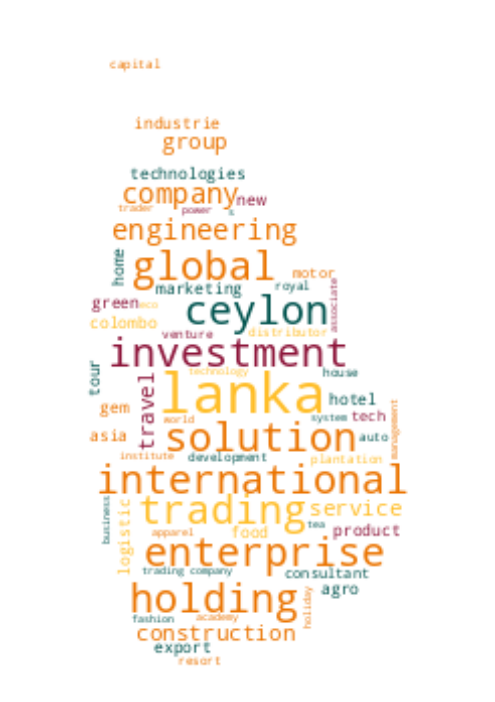 capital
industrie
group
technologies
company new
trader power s
engineering
home global motor
marketing royal
green eco ceylon associate
colombo distributor
venture
investment
tour technology house
travel lanka hotel
gem world system tech
asia solution auto management
institute development plantation
international
business logistic trading service
tea
apparel food product
enterprise
trading company consultant
holding agro
fashion academy holiday
construction
export
resort